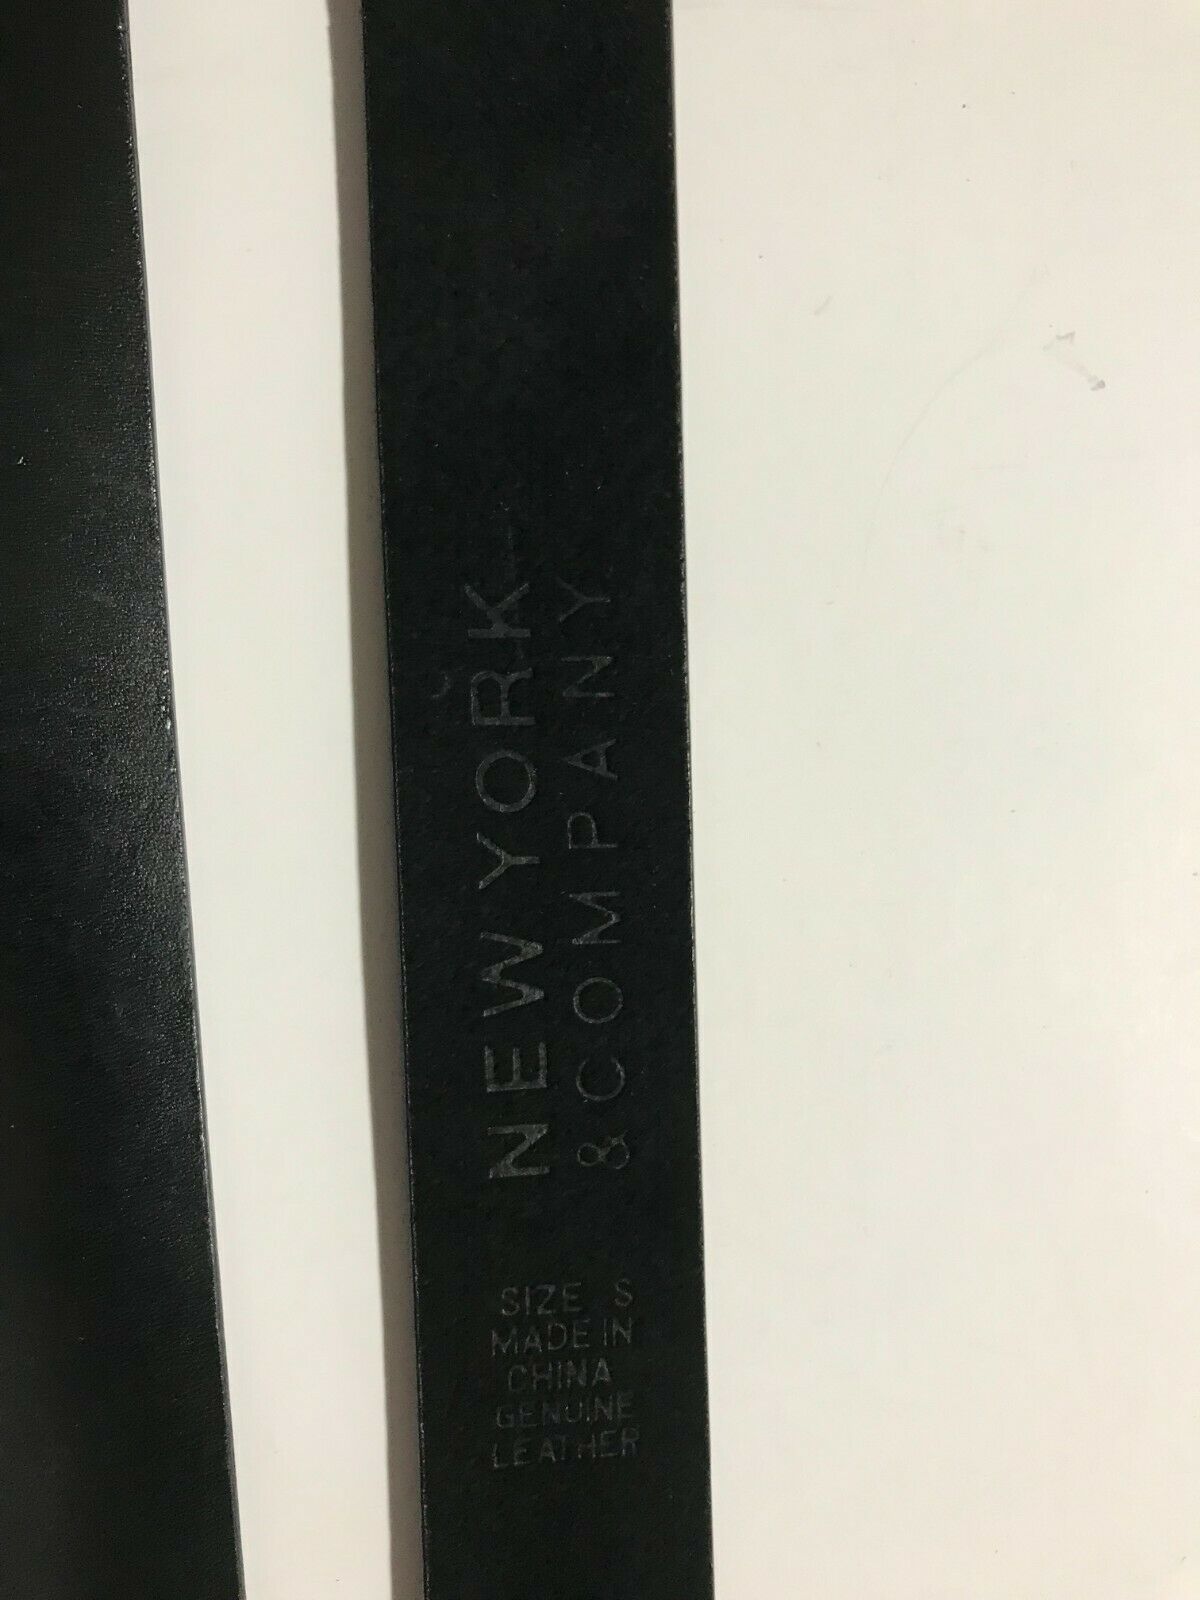 NEW YORK
& COMPANY
SIZE S
MADE IN
CHINA
GENUINE
LEATHER